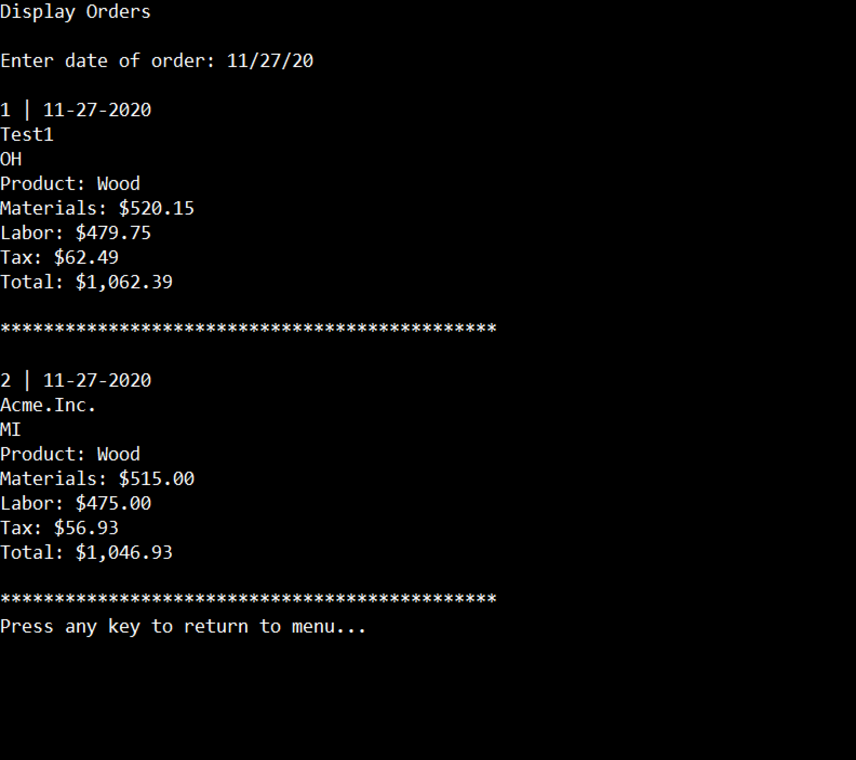 Display Orders
Enter date of order: 11/27/20
1 | 11-27-2020
Test1
OH
Product: Wood
Materials: $520.15
Labor: $479.75
Tax: $62.49
Total: $1,062.39
**********************************************
2 | 11-27-2020
Acme.Inc.
MI
Product: Wood
Materials: $515.00
Labor: $475.00
Tax: $56.93
Total: $1,046.93
**********************************************
Press any key to return to menu...